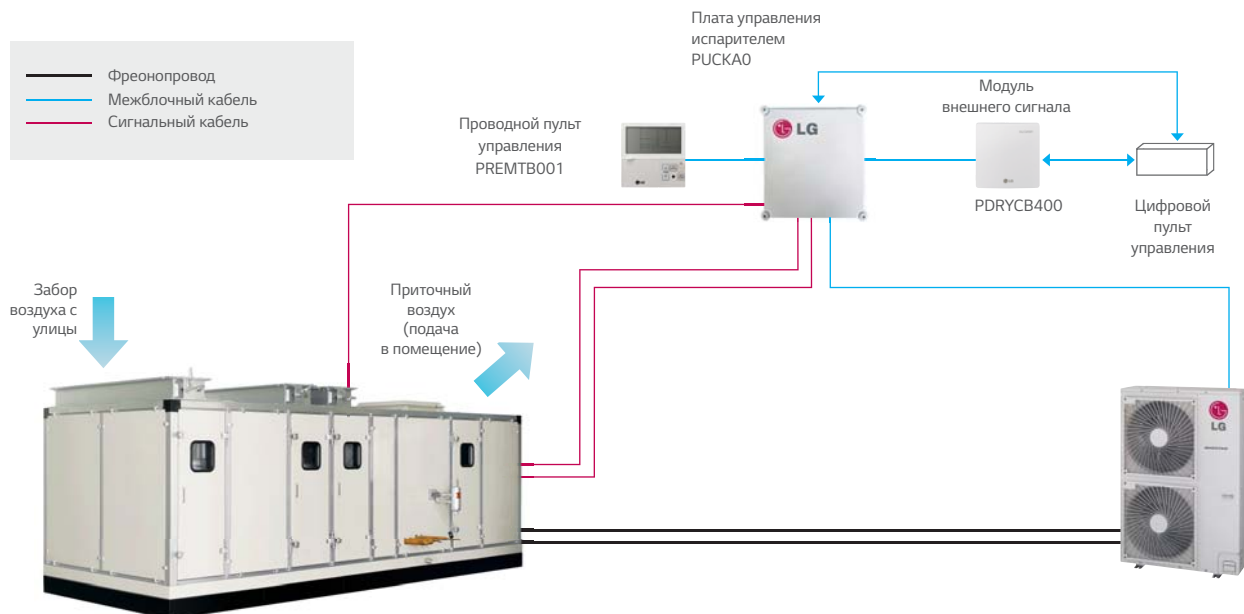 Плата управления
испарителем
PUCKA0
Фреонопровод
Межблочный кабель
Сигнальный кабель
Проводной пульт
управления
PREMTB001
LG
Модуль
внешнего сигнала
PDRYCB400
Цифровой
пульт
управления
Забор
воздуха с
улицы
Приточный
воздух
(подача
в помещение)
LG